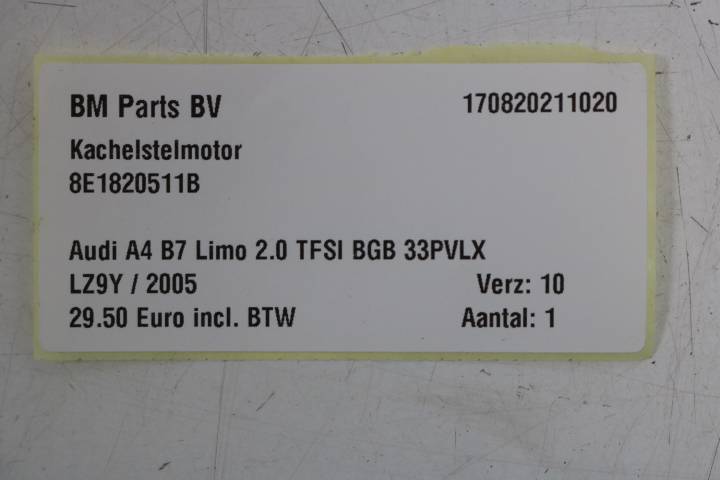 BM Parts BV 170820211020
Kachelstelmotor
8E1820511B
Audi A4 B7 Limo 2.0 TFSI BGB 33PVLX
LZ9Y / 2005 Verz: 10
29.50 Euro incl. BTW Aantal: 1